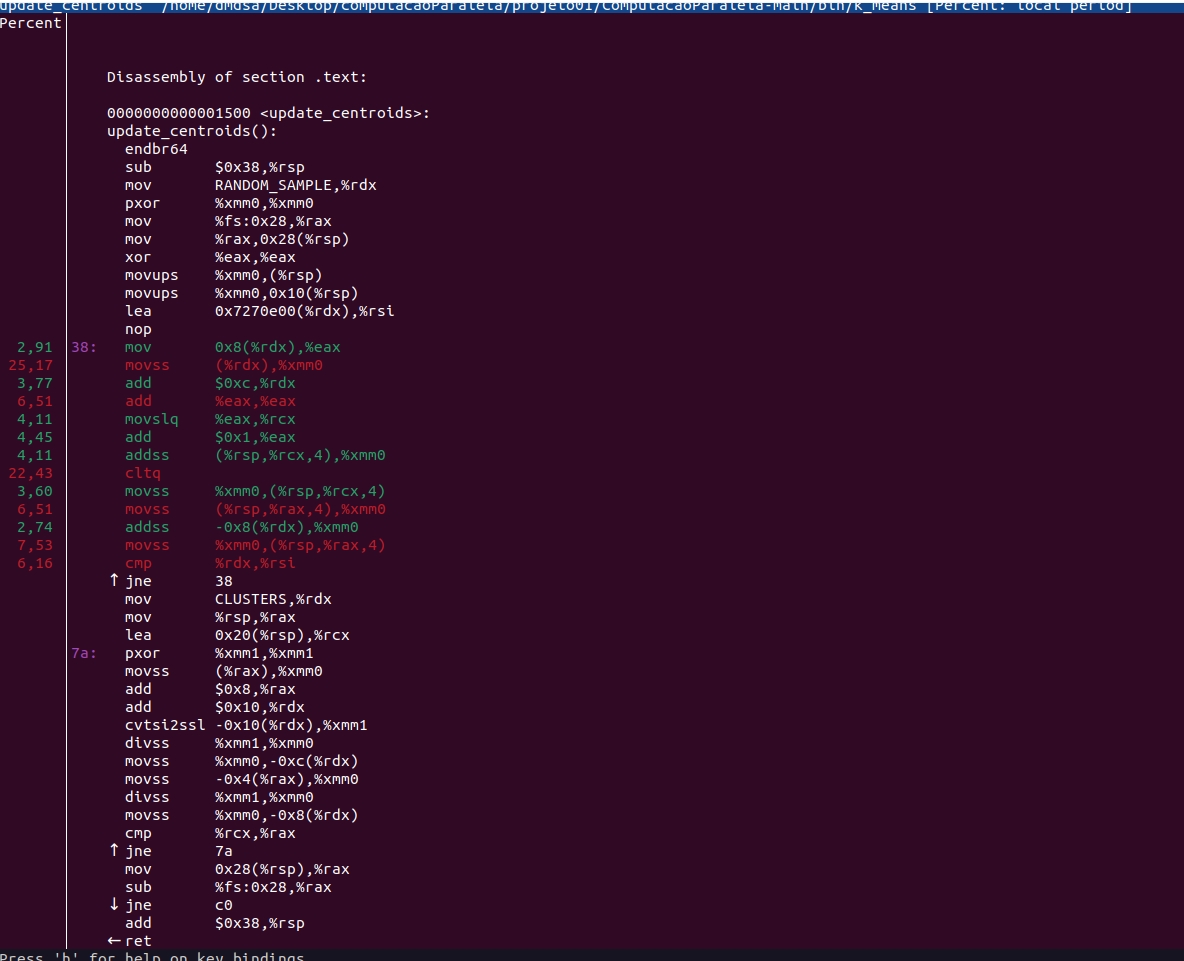 update_centroids /home/dmdsa/Desktop/computacaoParalela/projeto01/ComputacaoParalela-Math/bin/k_means [Percent: local period]
Percent
Disassembly of section .text:
0000000000001500 <update_centroids>:
update_centroids():
endbr64
sub $0x38,%rsp
mov RANDOM_SAMPLE,%rdx
pxor %xmm0,%xmm0
mov %fs:0x28,%rax
mov %rax,0x28(%rsp)
xor %eax,%eax
movups %xmm0,(%rsp)
movups %xmm0,0x10(%rsp)
lea 0x7270e00(%rdx),%rsi
nop
2,91 38: mov 0x8(%rdx),%eax
25,17 movss (%rdx),%xmm0
3,77 add $0xc,%rdx
6,51 add %eax,%eax
4,11 movslq %eax,%rcx
4,45 add $0x1,%eax
4,11 addss (%rsp,%rcx,4),%xmm0
22,43 cltq
3,60 movss %xmm0,(%rsp,%rcx,4)
6,51 movss (%rsp,%rax,4),%xmm0
2,74 addss -0x8(%rdx),%xmm0
7,53 movss %xmm0,(%rsp,%rax,4)
6,16 cmp %rdx,%rsi
↑ jne 38
mov CLUSTERS,%rdx
mov %rsp,%rax
lea 0x20(%rsp),%rcx
7a: pxor %xmm1,%xmm1
movss (%rax),%xmm0
add $0x8,%rax
add $0x10,%rdx
cvtsi2ssl -0x10(%rdx),%xmm1
divss %xmm1,%xmm0
movss %xmm0,-0xc(%rdx)
movss -0x4(%rax),%xmm0
divss %xmm1,%xmm0
movss %xmm0,-0x8(%rdx)
cmp %rcx,%rax
↑ jne 7a
mov 0x28(%rsp),%rax
sub %fs:0x28,%rax
↓ jne c0
add $0x38,%rsp
← ret
Press 'h' for help on key bindings